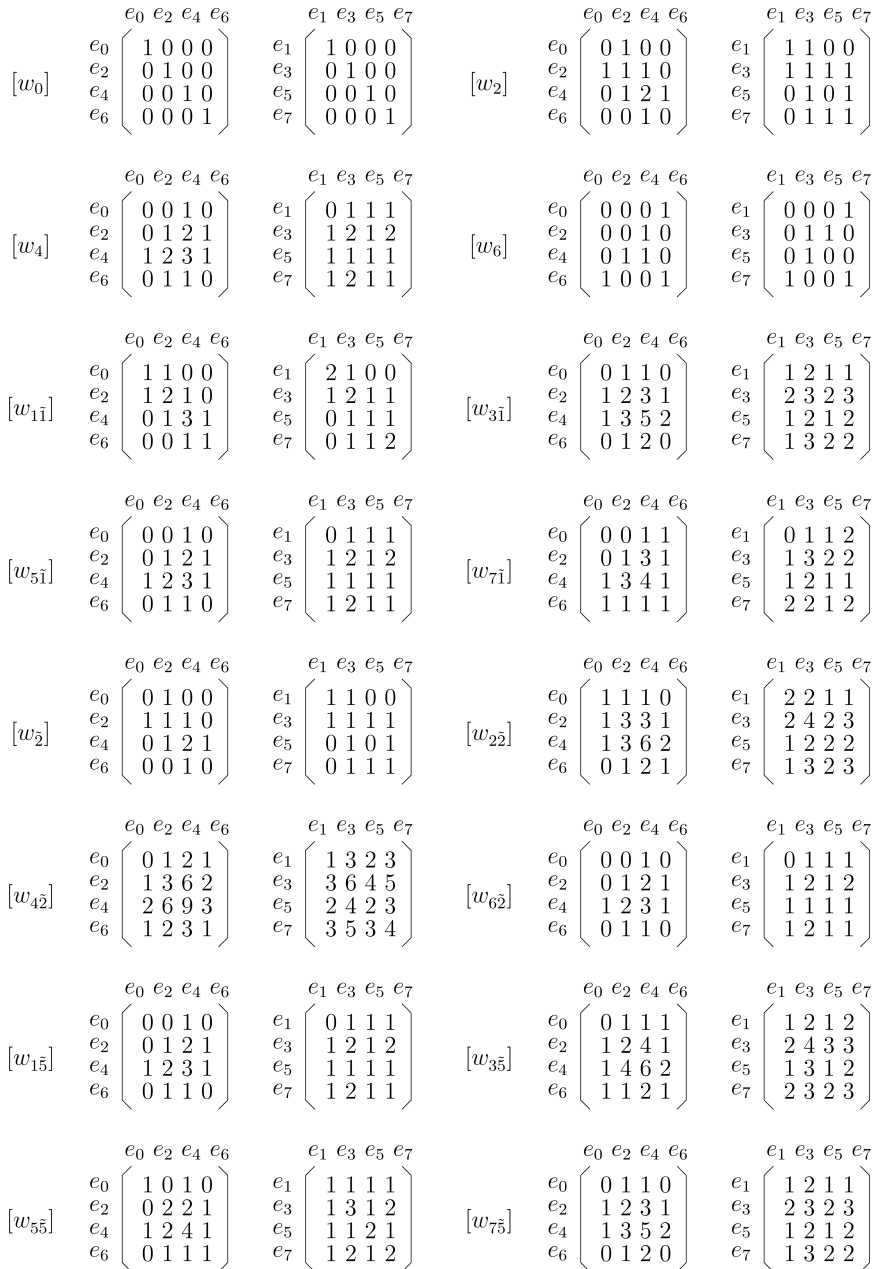 e₀ e₂ e₄ e₆ e₁ e₃ e₅ e₇ e₀ e₂ e₄ e₆ e₁ e₃ e₅ e₇
e₀ 1 0 0 0 e₁ 1 0 0 0 e₀ 0 1 0 0 e₁ 1 1 0 0
[w₀] e₂ 0 1 0 0 e₃ 0 1 0 0 [w₂] e₂ 1 1 1 0 e₃ 1 1 1 1
e₄ 0 0 1 0 e₅ 0 0 1 0 e₄ 0 1 2 1 e₅ 0 1 0 1
e₆ 0 0 0 1 e₇ 0 0 0 1 e₆ 0 0 1 0 e₇ 0 1 1 1
e₀ e₂ e₄ e₆ e₁ e₃ e₅ e₇ e₀ e₂ e₄ e₆ e₁ e₃ e₅ e₇
e₀ 0 0 1 0 e₁ 0 1 1 1 e₀ 0 0 0 1 e₁ 0 0 0 1
[w₄] e₂ 0 1 2 1 e₃ 1 2 1 2 [w₆] e₂ 0 0 1 0 e₃ 0 1 1 0
e₄ 1 2 3 1 e₅ 1 1 1 1 e₄ 0 1 1 0 e₅ 0 1 0 0
e₆ 0 1 1 0 e₇ 1 2 1 1 e₆ 1 0 0 1 e₇ 1 0 0 1
e₀ e₂ e₄ e₆ e₁ e₃ e₅ e₇ e₀ e₂ e₄ e₆ e₁ e₃ e₅ e₇
e₀ 1 1 0 0 e₁ 2 1 0 0 e₀ 0 1 1 0 e₁ 1 2 1 1
[w₁₁̃] e₂ 1 2 1 0 e₃ 1 2 1 1 [w₃₁̃] e₂ 1 2 3 1 e₃ 2 3 2 3
e₄ 0 1 3 1 e₅ 0 1 1 1 e₄ 1 3 5 2 e₅ 1 2 1 2
e₆ 0 0 1 1 e₇ 0 1 1 2 e₆ 0 1 2 0 e₇ 1 3 2 2
e₀ e₂ e₄ e₆ e₁ e₃ e₅ e₇ e₀ e₂ e₄ e₆ e₁ e₃ e₅ e₇
e₀ 0 0 1 0 e₁ 0 1 1 1 e₀ 0 0 1 1 e₁ 0 1 1 2
[w₅₁̃] e₂ 0 1 2 1 e₃ 1 2 1 2 [w₇₁̃] e₂ 0 1 3 1 e₃ 1 3 2 2
e₄ 1 2 3 1 e₅ 1 1 1 1 e₄ 1 3 4 1 e₅ 1 2 1 1
e₆ 0 1 1 0 e₇ 1 2 1 1 e₆ 1 1 1 1 e₇ 2 2 1 2
e₀ e₂ e₄ e₆ e₁ e₃ e₅ e₇ e₀ e₂ e₄ e₆ e₁ e₃ e₅ e₇
e₀ 0 1 0 0 e₁ 1 1 0 0 e₀ 1 1 1 0 e₁ 2 2 1 1
[w₂̃] e₂ 1 1 1 0 e₃ 1 1 1 1 [w₂₂̃] e₂ 1 3 3 1 e₃ 2 4 2 3
e₄ 0 1 2 1 e₅ 0 1 0 1 e₄ 1 3 6 2 e₅ 1 2 2 2
e₆ 0 0 1 0 e₇ 0 1 1 1 e₆ 0 1 2 1 e₇ 1 3 2 3
e₀ e₂ e₄ e₆ e₁ e₃ e₅ e₇ e₀ e₂ e₄ e₆ e₁ e₃ e₅ e₇
e₀ 0 1 2 1 e₁ 1 3 2 3 e₀ 0 0 1 0 e₁ 0 1 1 1
[w₄₂̃] e₂ 1 3 6 2 e₃ 3 6 4 5 [w₆₂̃] e₂ 0 1 2 1 e₃ 1 2 1 2
e₄ 2 6 9 3 e₅ 2 4 2 3 e₄ 1 2 3 1 e₅ 1 1 1 1
e₆ 1 2 3 1 e₇ 3 5 3 4 e₆ 0 1 1 0 e₇ 1 2 1 1
e₀ e₂ e₄ e₆ e₁ e₃ e₅ e₇ e₀ e₂ e₄ e₆ e₁ e₃ e₅ e₇
e₀ 0 0 1 0 e₁ 0 1 1 1 e₀ 0 1 1 1 e₁ 1 2 1 2
[w₁₅̃] e₂ 0 1 2 1 e₃ 1 2 1 2 [w₃₅̃] e₂ 1 2 4 1 e₃ 2 4 3 3
e₄ 1 2 3 1 e₅ 1 1 1 1 e₄ 1 4 6 2 e₅ 1 3 1 2
e₆ 0 1 1 0 e₇ 1 2 1 1 e₆ 1 1 2 1 e₇ 2 3 2 3
e₀ e₂ e₄ e₆ e₁ e₃ e₅ e₇ e₀ e₂ e₄ e₆ e₁ e₃ e₅ e₇
e₀ 1 0 1 0 e₁ 1 1 1 1 e₀ 0 1 1 0 e₁ 1 2 1 1
[w₅₅̃] e₂ 0 2 2 1 e₃ 1 3 1 2 [w₇₅̃] e₂ 1 2 3 1 e₃ 2 3 2 3
e₄ 1 2 4 1 e₅ 1 1 2 1 e₄ 1 3 5 2 e₅ 1 2 1 2
e₆ 0 1 1 1 e₇ 1 2 1 2 e₆ 0 1 2 0 e₇ 1 3 2 2